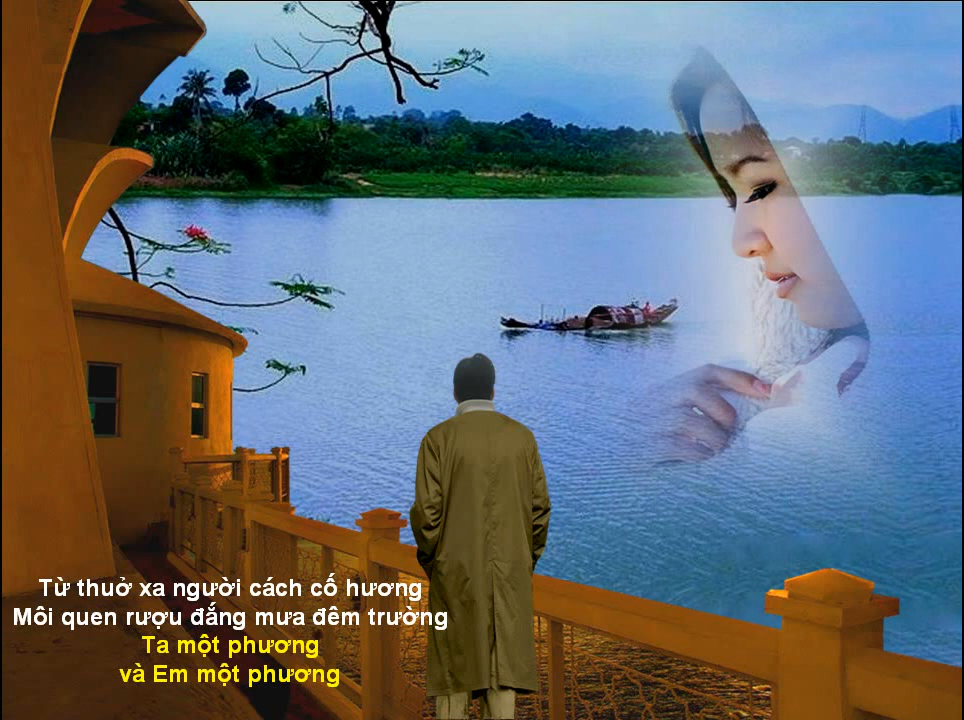 Từ thuở xa người cách cố hương
Môi quen rượu đắng mưa đêm trường
Ta một phương
và Em một phương